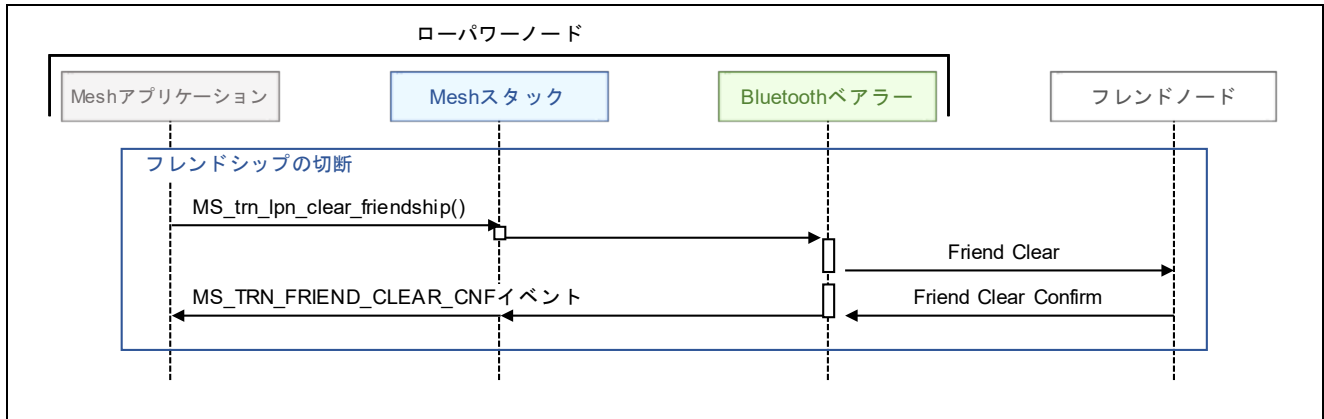 ローパワーノード
Meshアプリケーション
Meshスタック
Bluetoothベアラー
フレンドノード
フレンドシップの切断
MS_trn_lpn_clear_friendship()
Friend Clear
MS_TRN_FRIEND_CLEAR_CNFイベント
Friend Clear Confirm